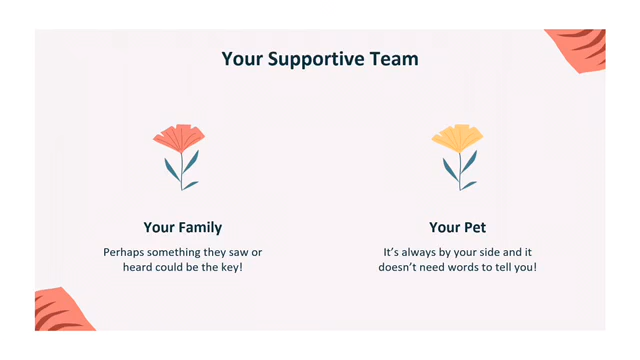 Your Supportive Team
Your Family
Perhaps something they saw or
heard could be the key!
Your Pet
It’s always by your side and it
doesn’t need words to tell you!